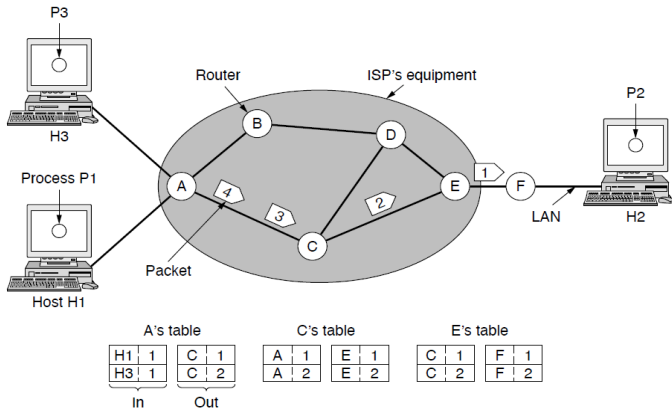 P3
Router
ISP's equipment
P2
B
D
H3
1
Process P1
A
4
E
F
3
2
LAN
H2
C
Packet
Host H1
A's table
C's table
E's table
H1 1 C 1 A 1 E 1 C 1 F 1
H3 1 C 2 A 2 E 2 C 2 F 2
In
Out